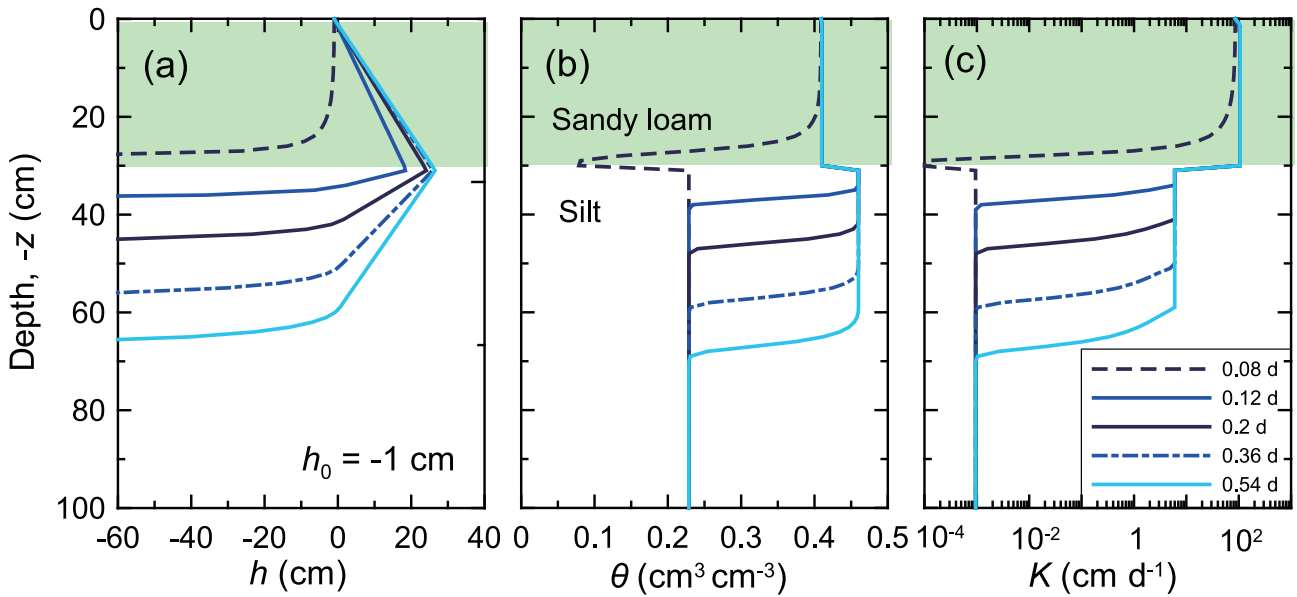 (a)
(b)
(c)
Sandy loam
Silt
h₀ = -1 cm
Depth, -z (cm)
0
20
40
60
80
100
-60 -40 -20 0 20 40
h (cm)
0 0.1 0.2 0.3 0.4 0.5
θ (cm³ cm⁻³)
10⁻⁴ 10⁻² 1 10²
K (cm d⁻¹)
0.08 d
0.12 d
0.2 d
0.36 d
0.54 d